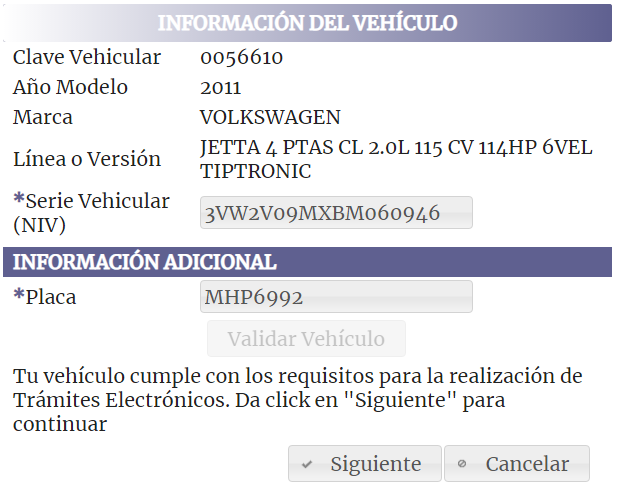 INFORMACIÓN DEL VEHÍCULO
Clave Vehicular 0056610
Año Modelo 2011
Marca VOLKSWAGEN
Línea o Versión JETTA 4 PTAS CL 2.0L 115 CV 114HP 6VEL
TIPTRONIC
*Serie Vehicular
(NIV) 3VW2V09MXBM060946
INFORMACIÓN ADICIONAL
*Placa MHP6992
Validar Vehículo
Tu vehículo cumple con los requisitos para la realización de
Trámites Electrónicos. Da click en "Siguiente" para
continuar
Siguiente Cancelar